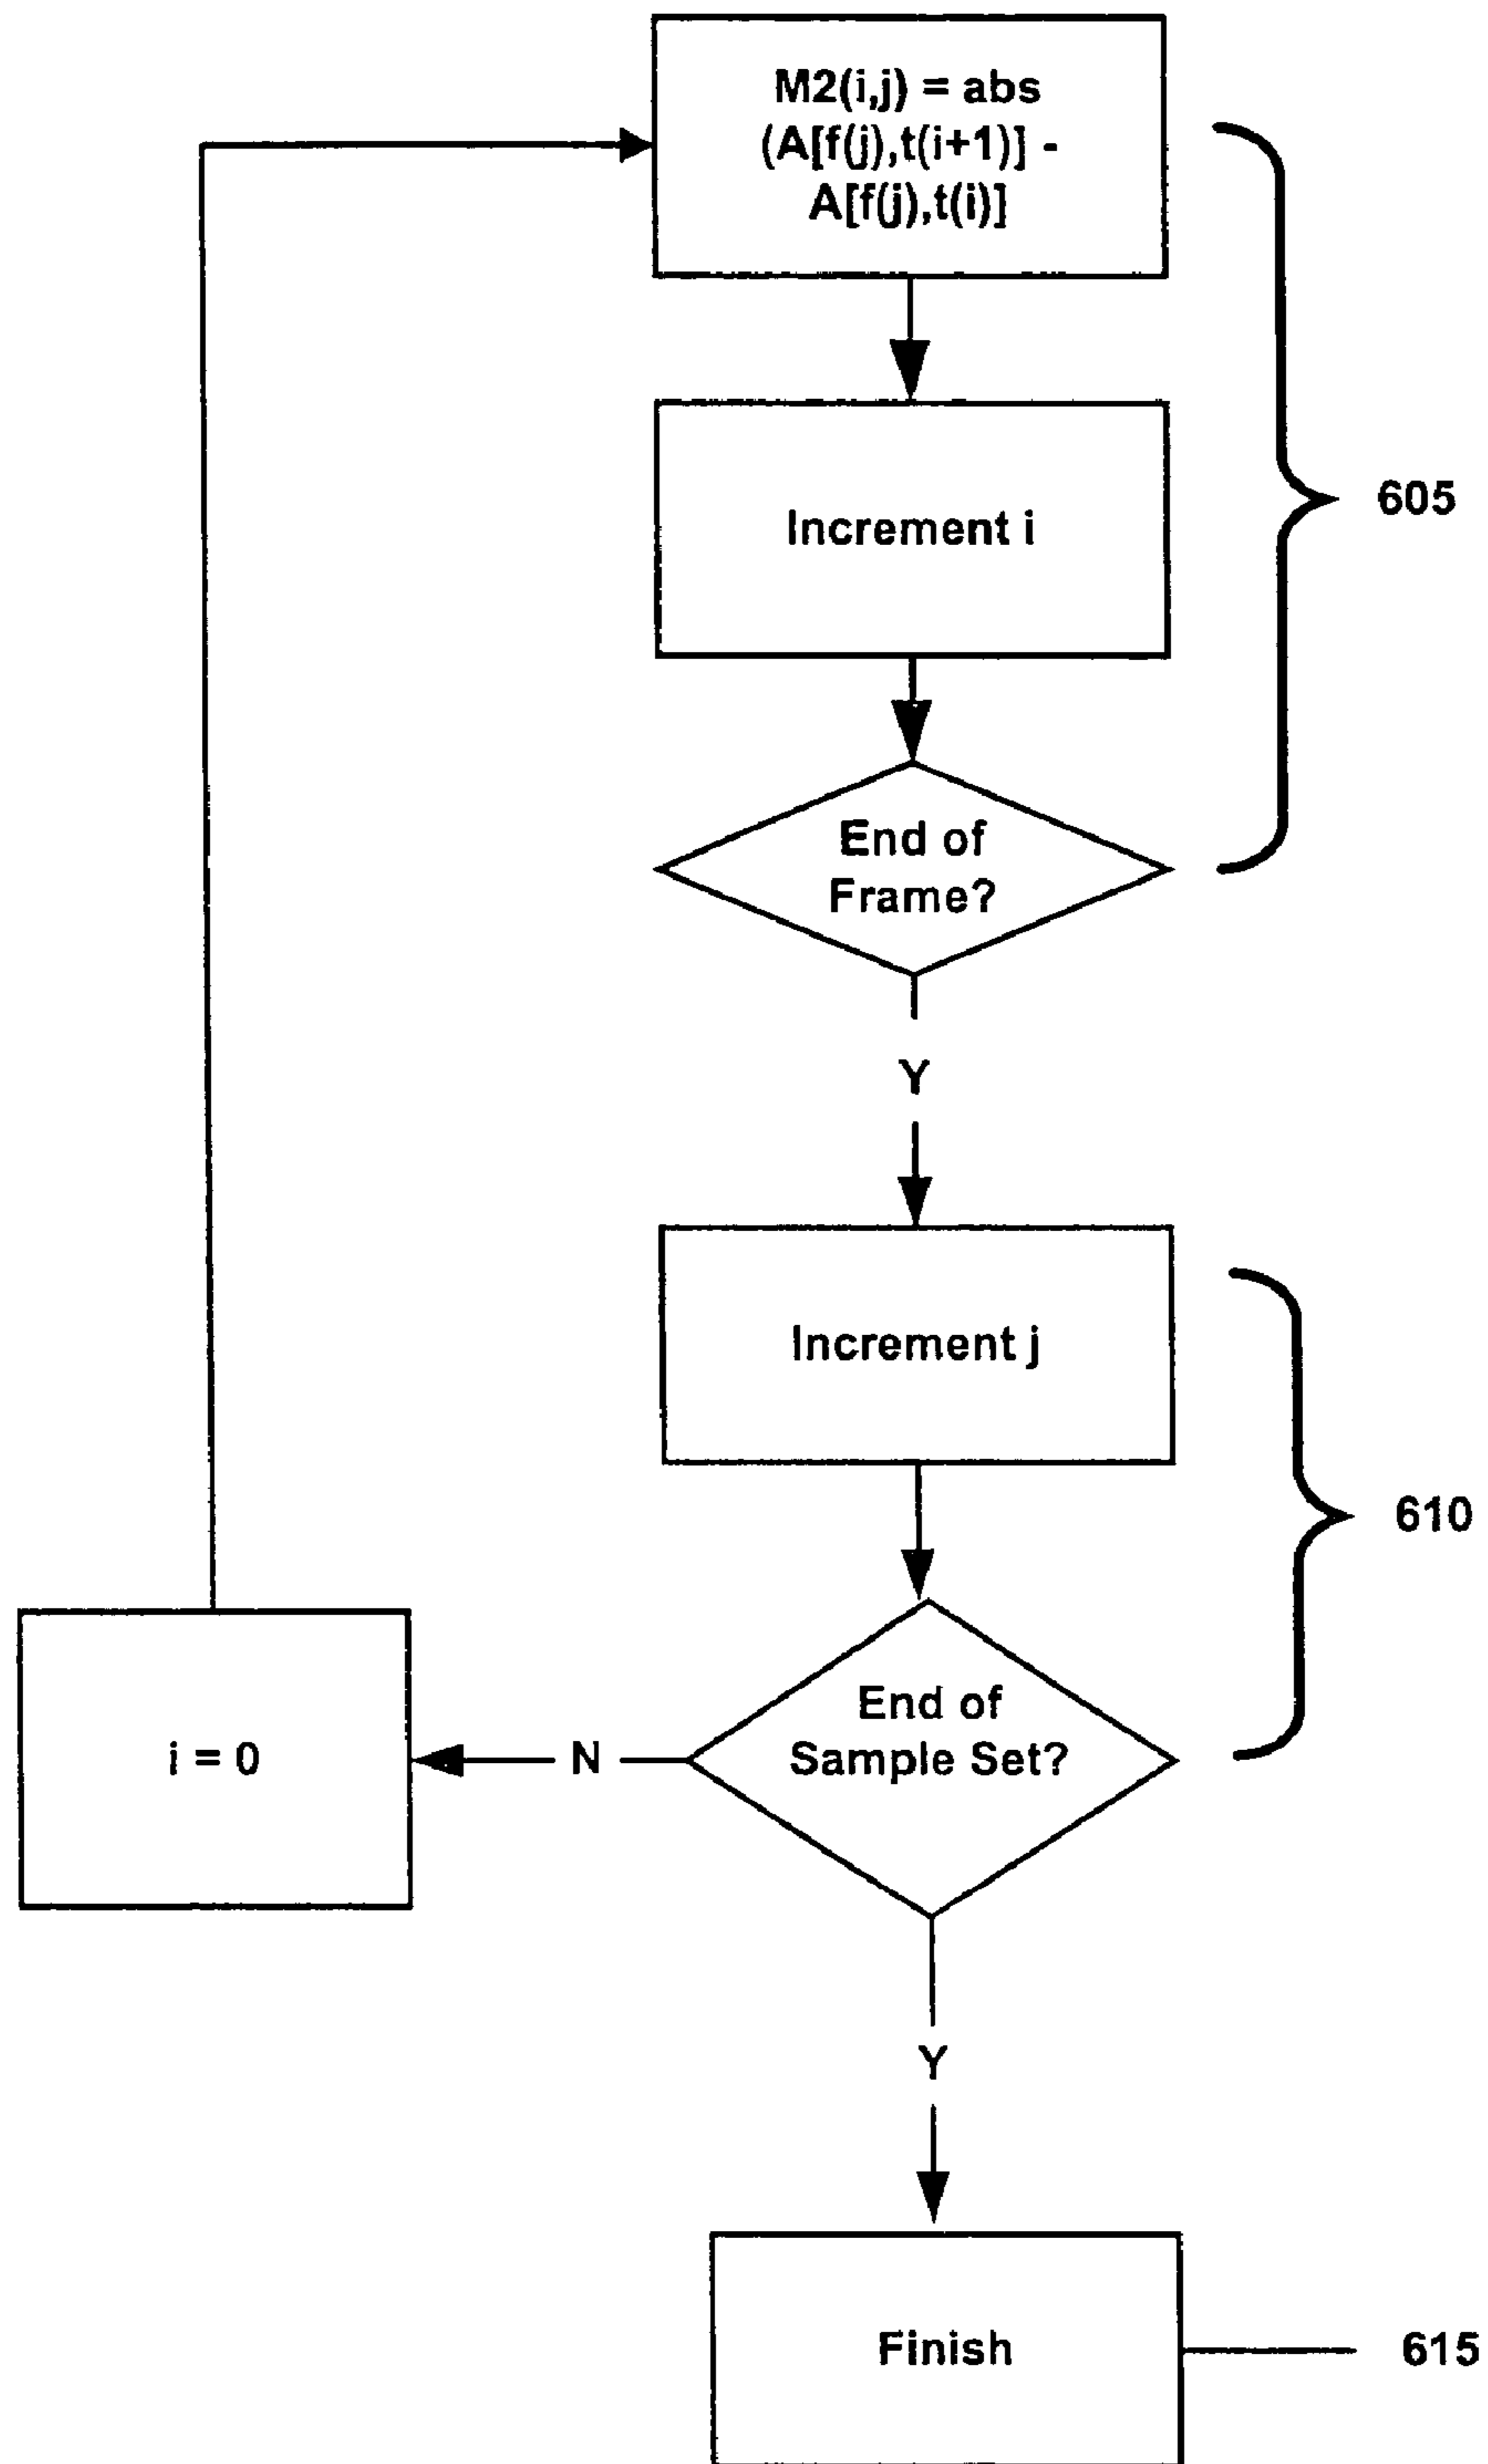 M2(i,j) = abs
(A[f(j),t(i+1)] -
A[f(j),t(i)]
Increment i
605
End of
Frame?
Y
Increment j
610
End of
Sample Set?
N
i = 0
Y
Finish
615